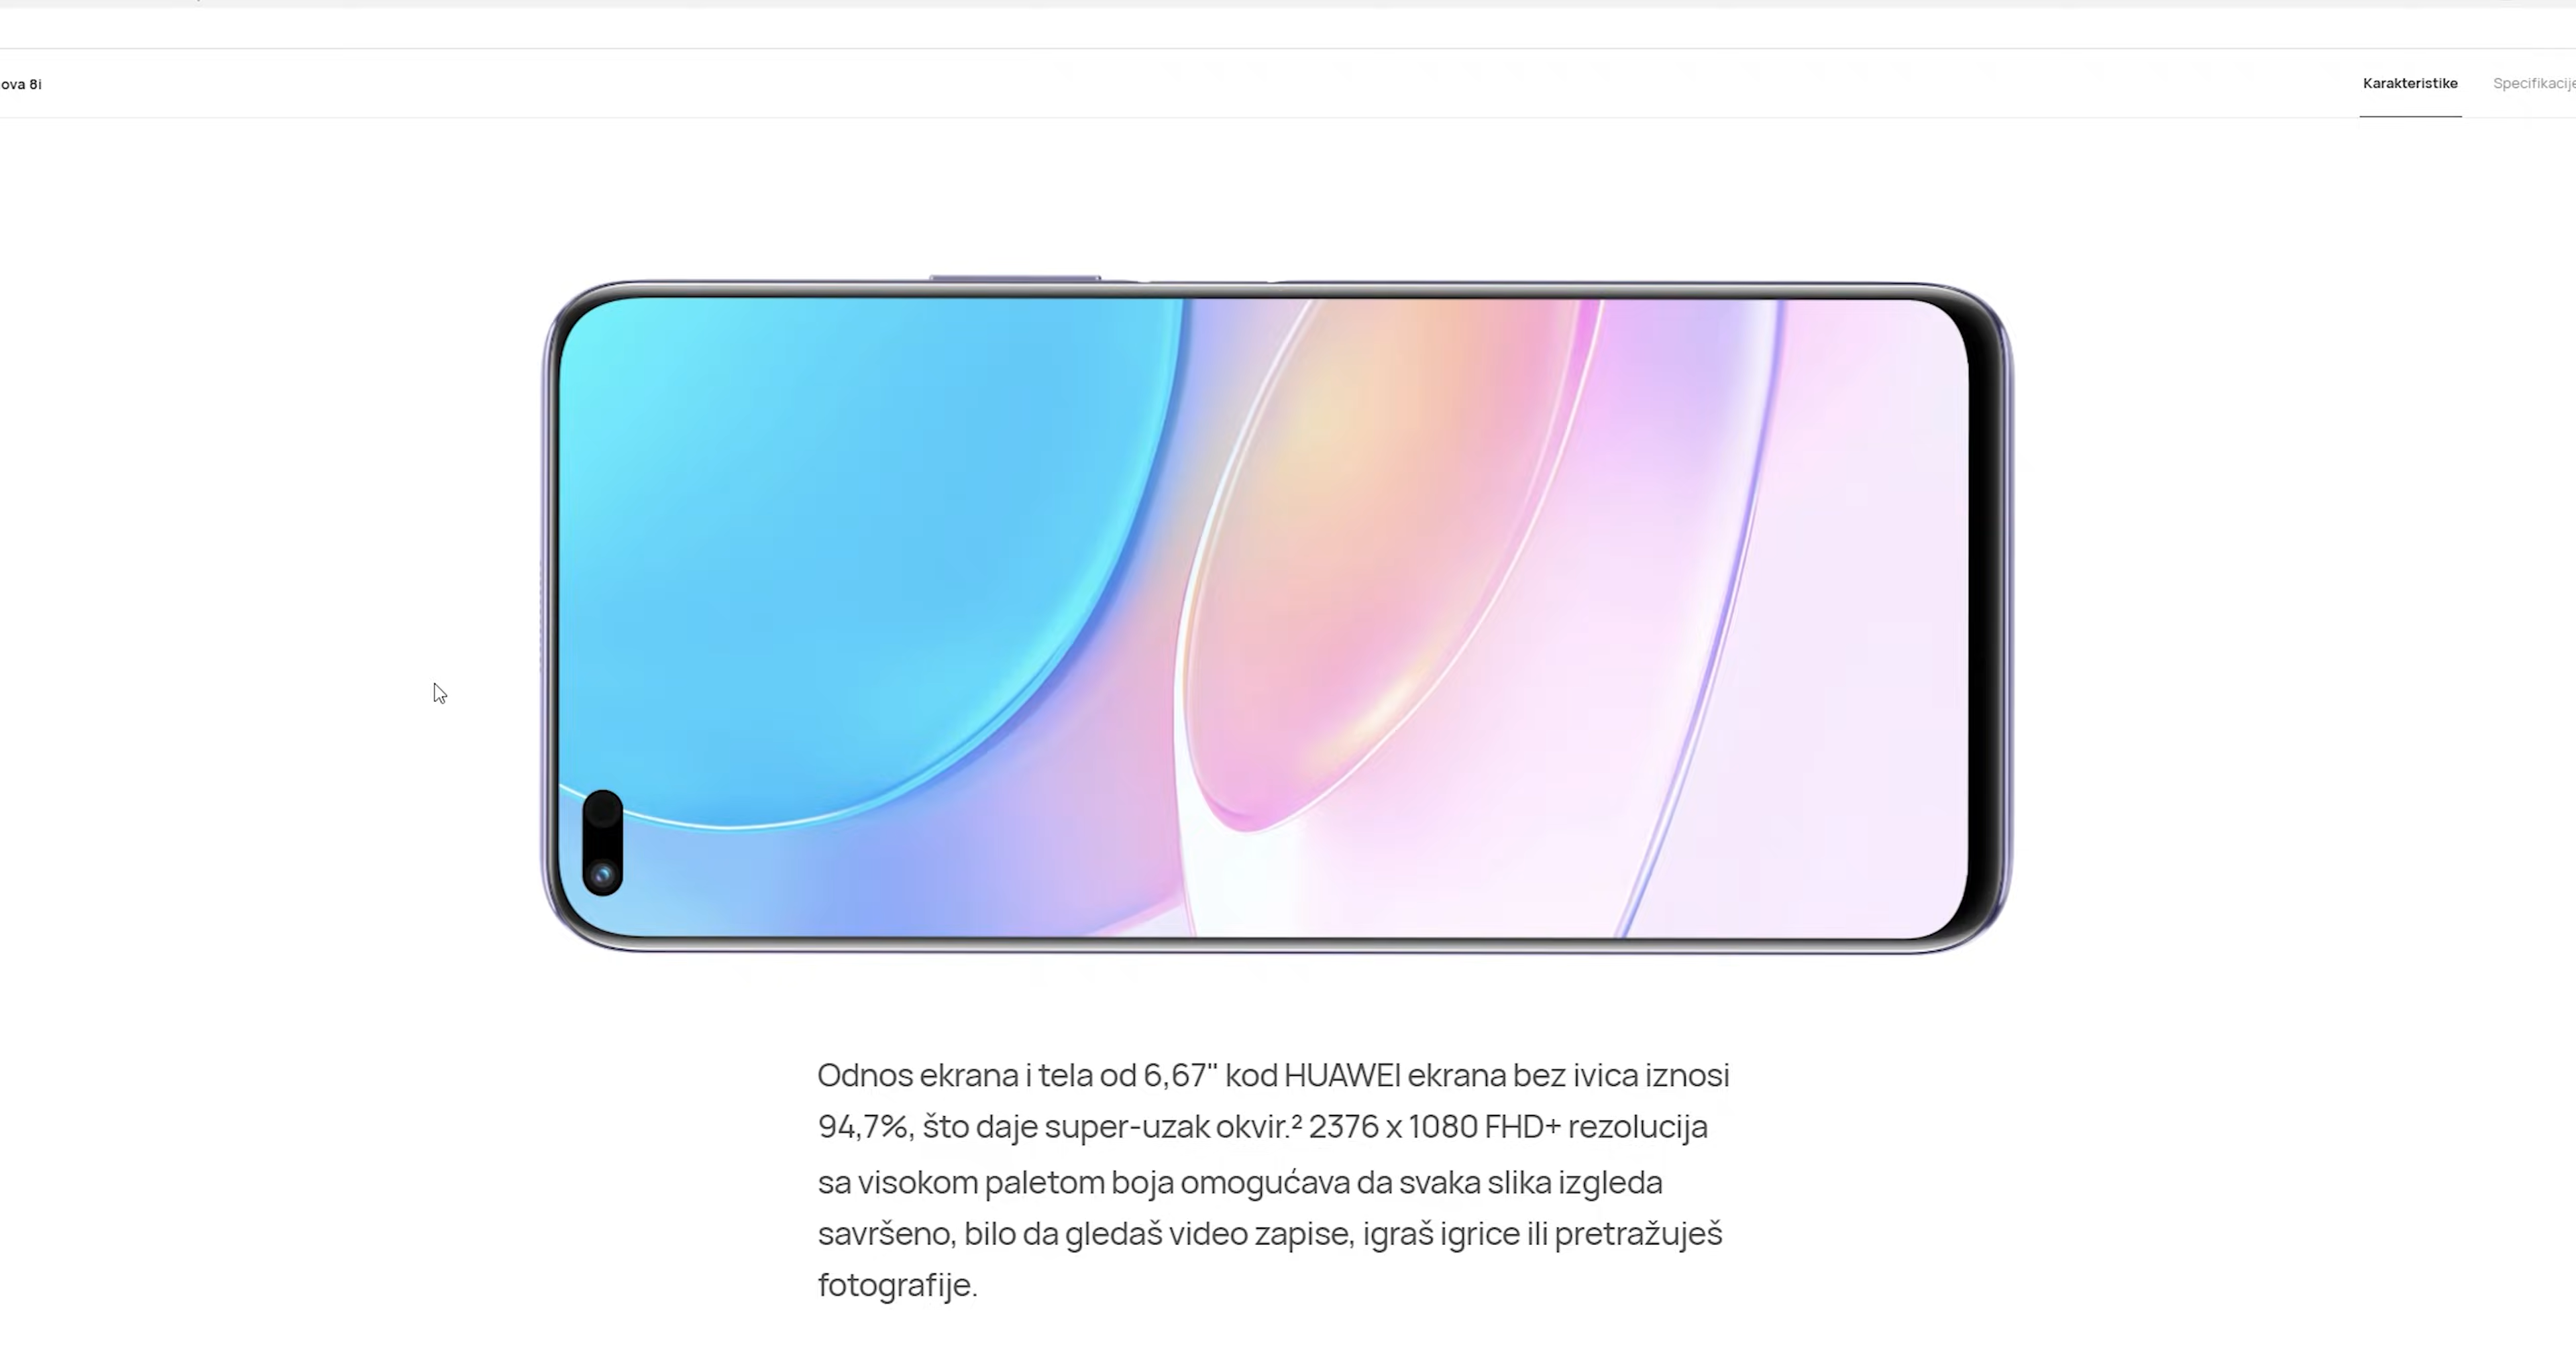 ova 8i
Karakteristike
Specifikacije
Odnos ekrana i tela od 6,67" kod HUAWEI ekrana bez ivica iznosi
94,7%, što daje super-uzak okvir.² 2376 x 1080 FHD+ rezolucija
sa visokom paletom boja omogućava da svaka slika izgleda
savršeno, bilo da gledaš video zapise, igraš igrice ili pretražuješ
fotografije.